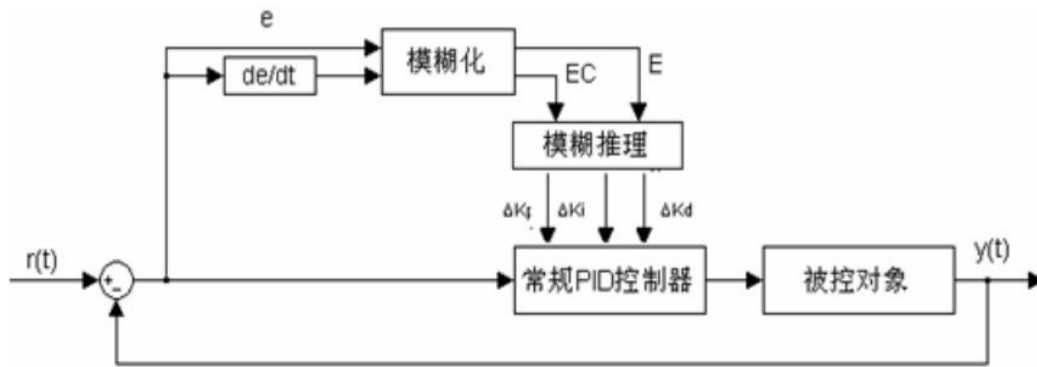 e
模糊化
de/dt
EC
E
模糊推理
ΔKp
ΔKi
ΔKd
r(t)
+
-
常规PID控制器
被控对象
y(t)